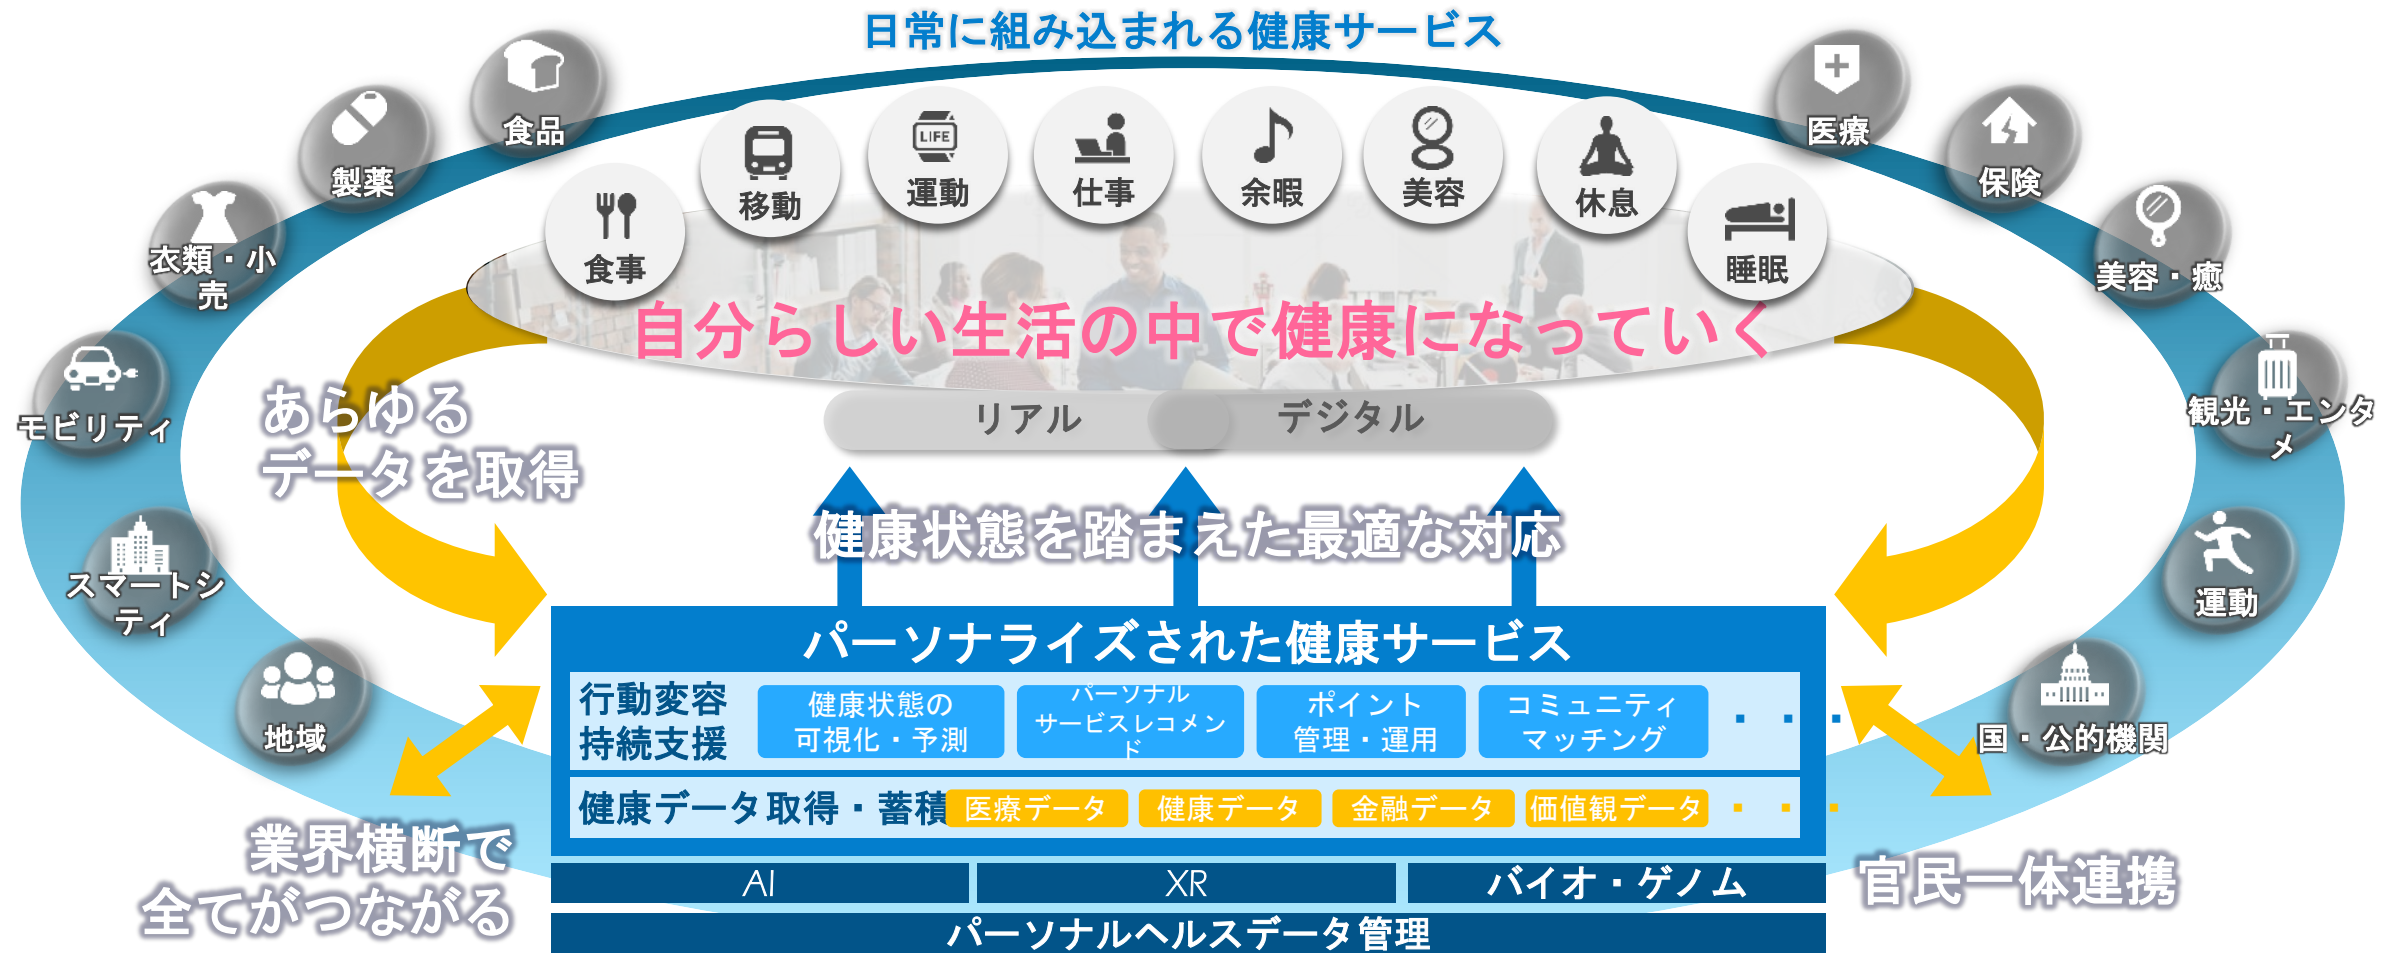 日常に組み込まれる健康サービス
食品
製薬
衣類・小
売
モビリティ
スマートシ
ティ
地域
医療
保険
美容・癒
観光・エンタ
メ
運動
国・公的機関
食事
移動
LIFE
運動
仕事
余暇
美容
休息
睡眠
自分らしい生活の中で健康になっていく
リアル
デジタル
あらゆる
データを取得
健康状態を踏まえた最適な対応
パーソナライズされた健康サービス
行動変容
持続支援
健康状態の
可視化・予測
パーソナル
サービスレコメン
ド
ポイント
管理・運用
コミュニティ
マッチング
・・・
健康データ取得・蓄積
医療データ
健康データ
金融データ
価値観データ
・・・
業界横断で
全てがつながる
官民一体連携
AI
XR
バイオ・ゲノム
パーソナルヘルスデータ管理